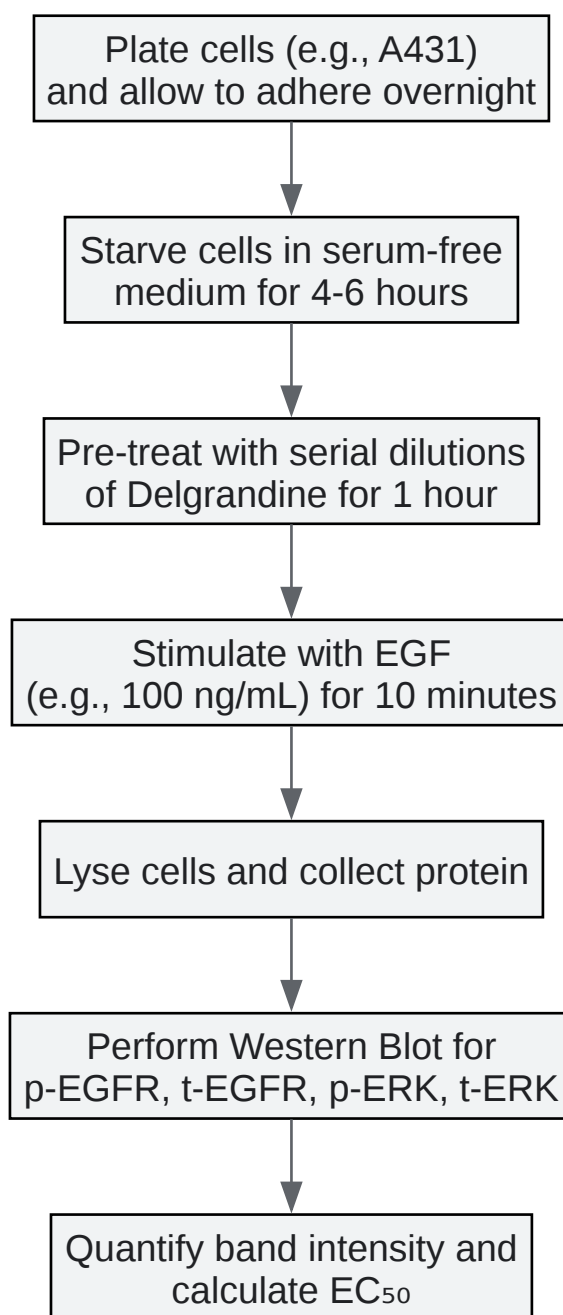 Plate cells (e.g., A431)
and allow to adhere overnight
Starve cells in serum-free
medium for 4-6 hours
Pre-treat with serial dilutions
of Delgrandine for 1 hour
Stimulate with EGF
(e.g., 100 ng/mL) for 10 minutes
Lyse cells and collect protein
Perform Western Blot for
p-EGFR, t-EGFR, p-ERK, t-ERK
Quantify band intensity and
calculate EC₅₀